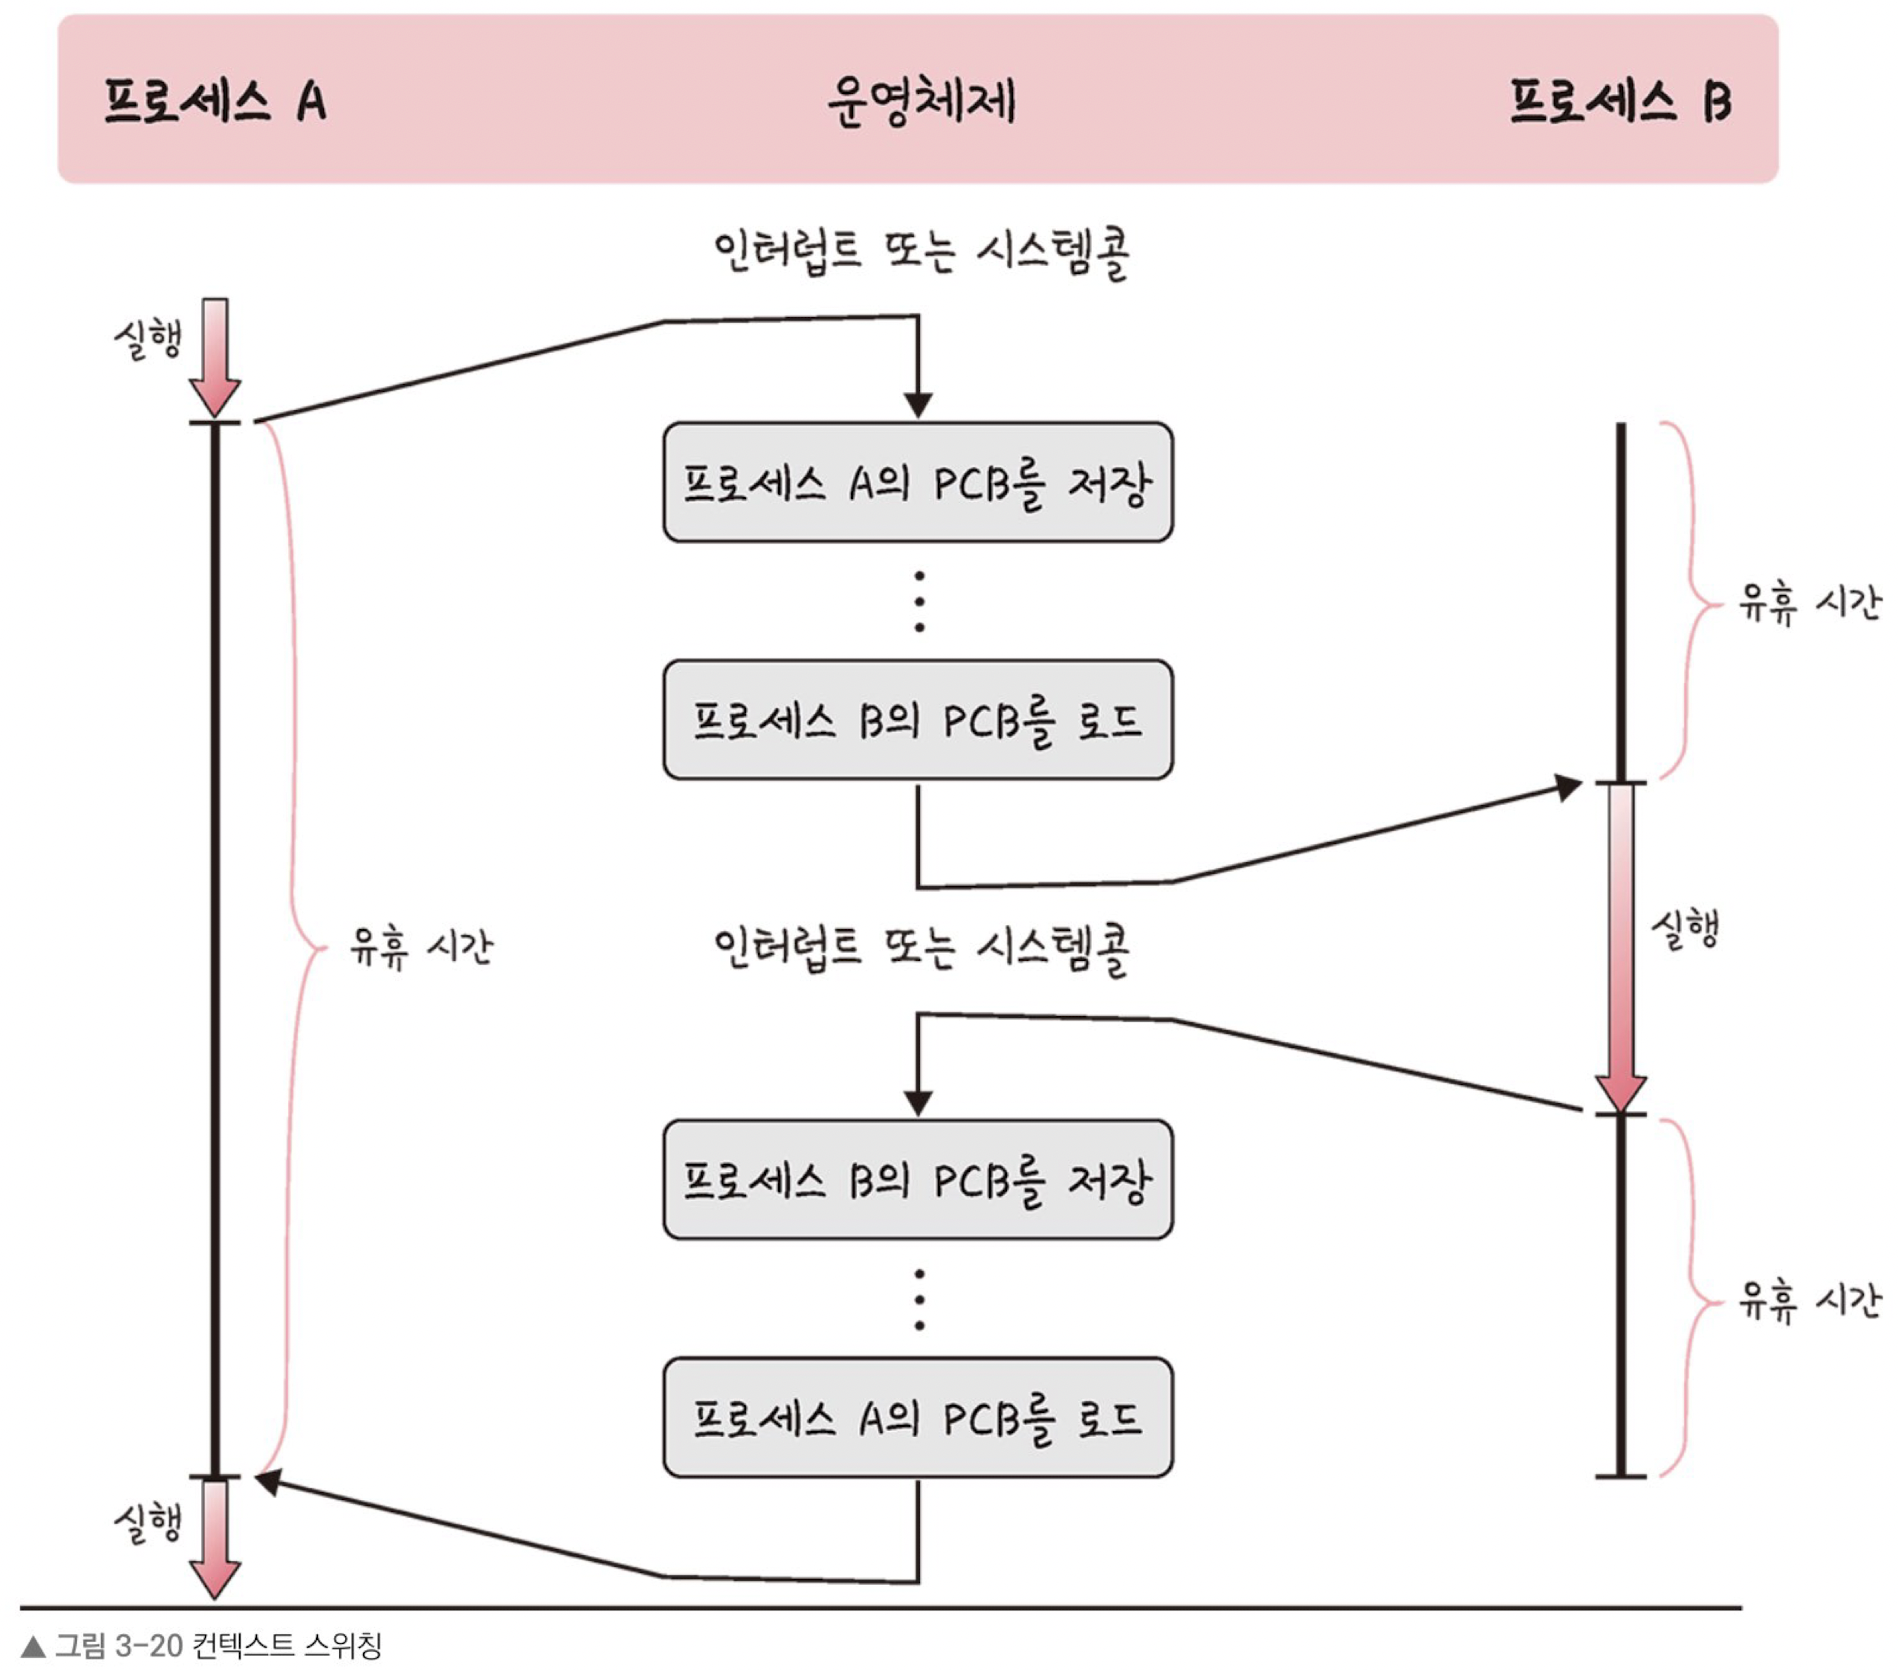 프로세스 A 운영체제 프로세스 B
인터럽트 또는 시스템콜
실행
프로세스 A의 PCB를 저장
유휴 시간
프로세스 B의 PCB를 로드
실행
유휴 시간
인터럽트 또는 시스템콜
프로세스 B의 PCB를 저장
유휴 시간
프로세스 A의 PCB를 로드
실행
▲ 그림 3-20 컨텍스트 스위칭